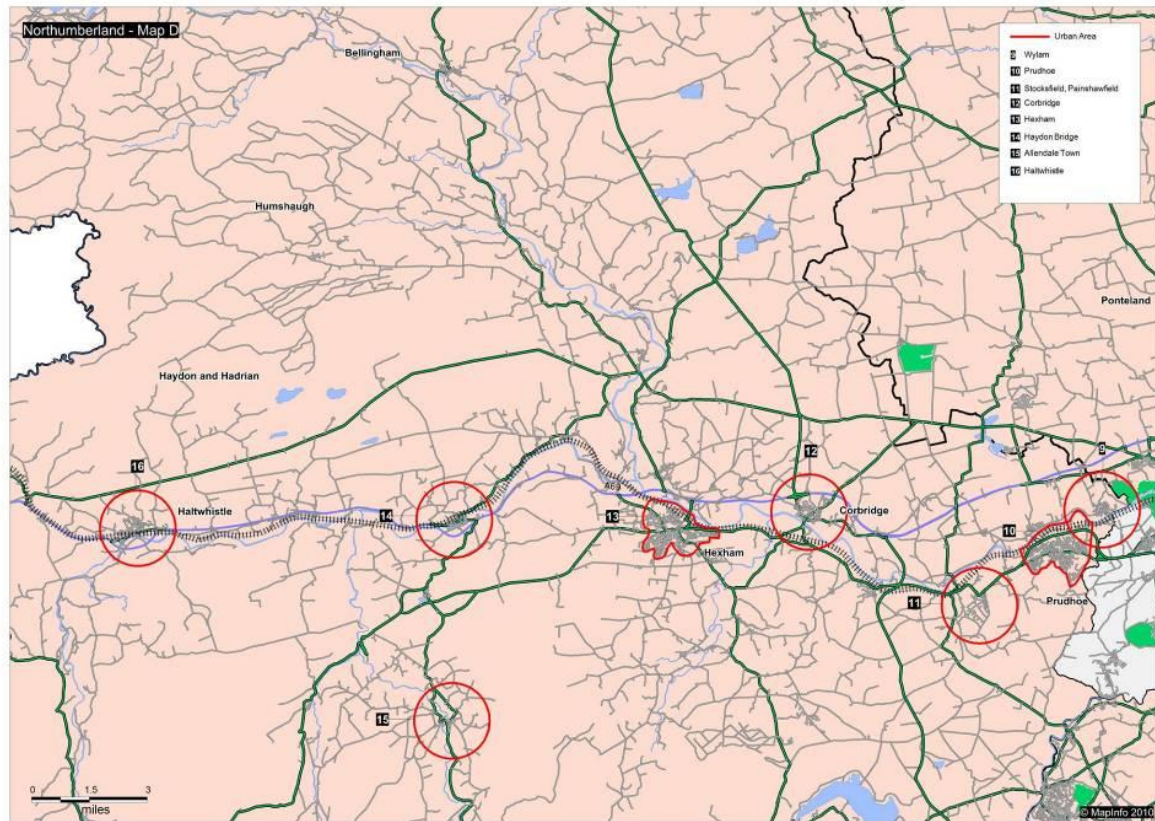 Northumberland - Map D
Urban Area
9 Wylam
10 Prudhoe
11 Stocksfield, Painshawfield
12 Corbridge
13 Hexham
14 Haydon Bridge
15 Allendale Town
16 Haltwhistle
Bellingham
Humshaugh
Ponteland
Haydon and Hadrian
16
Haltwhistle
14
A69
13
Hexham
12
Corbridge
9
10
11
Prudhoe
15
0 1.5 3
miles
© MapInfo 2010